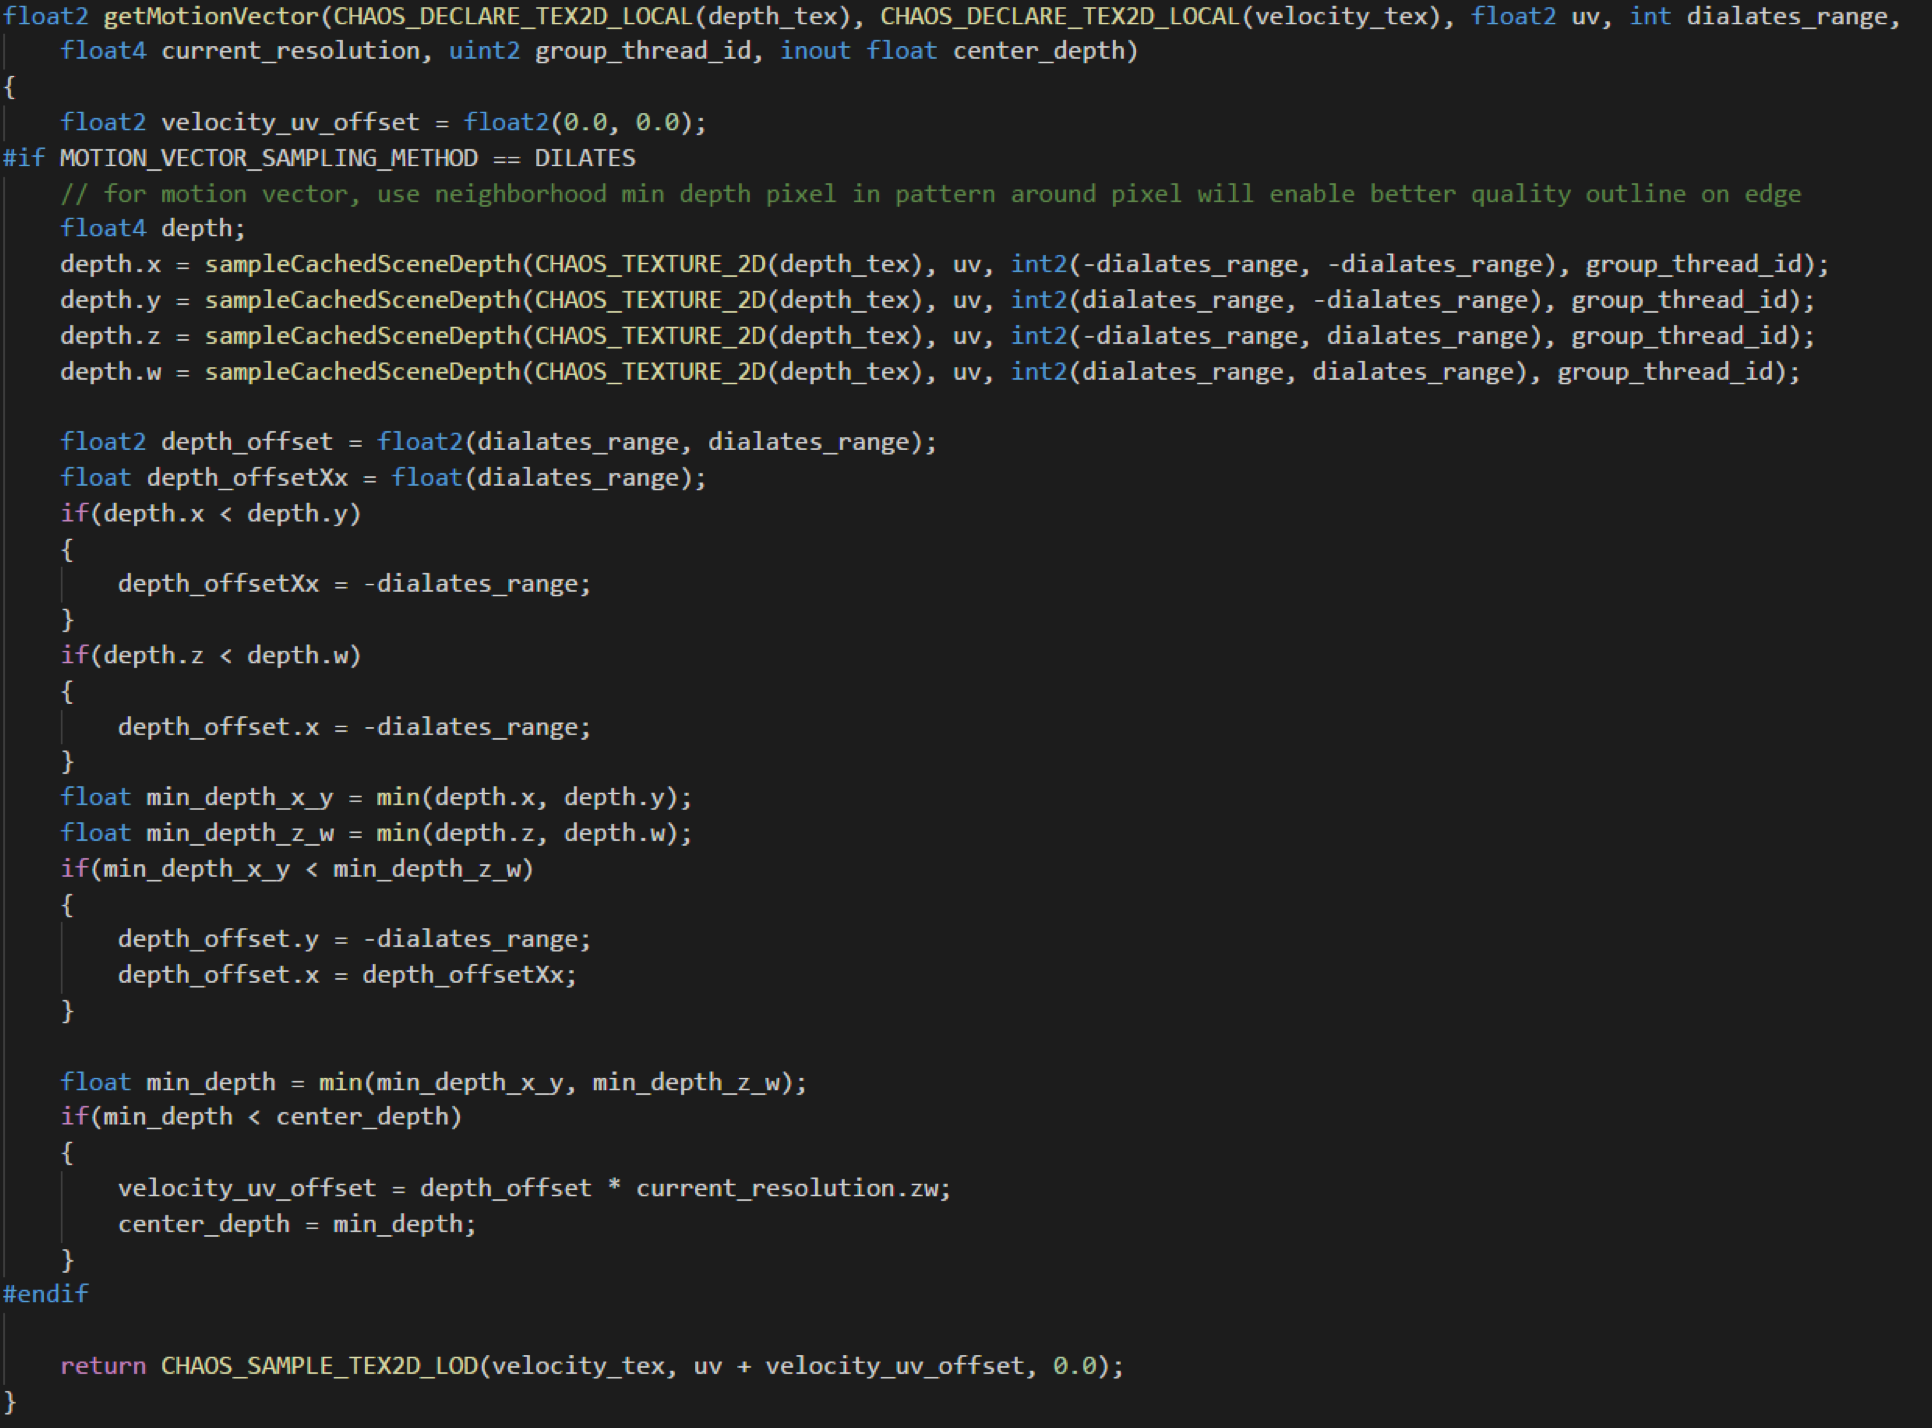 float2 getMotionVector(CHAOS_DECLARE_TEX2D_LOCAL(depth_tex), CHAOS_DECLARE_TEX2D_LOCAL(velocity_tex), float2 uv, int dialates_range,
    float4 current_resolution, uint2 group_thread_id, inout float center_depth)
{
    float2 velocity_uv_offset = float2(0.0, 0.0);
#if MOTION_VECTOR_SAMPLING_METHOD == DILATES
    // for motion vector, use neighborhood min depth pixel in pattern around pixel will enable better quality outline on edge
    float4 depth;
    depth.x = sampleCachedSceneDepth(CHAOS_TEXTURE_2D(depth_tex), uv, int2(-dialates_range, -dialates_range), group_thread_id);
    depth.y = sampleCachedSceneDepth(CHAOS_TEXTURE_2D(depth_tex), uv, int2(dialates_range, -dialates_range), group_thread_id);
    depth.z = sampleCachedSceneDepth(CHAOS_TEXTURE_2D(depth_tex), uv, int2(-dialates_range, dialates_range), group_thread_id);
    depth.w = sampleCachedSceneDepth(CHAOS_TEXTURE_2D(depth_tex), uv, int2(dialates_range, dialates_range), group_thread_id);

    float2 depth_offset = float2(dialates_range, dialates_range);
    float depth_offsetXx = float(dialates_range);
    if(depth.x < depth.y)
    {
        depth_offsetXx = -dialates_range;
    }
    if(depth.z < depth.w)
    {
        depth_offset.x = -dialates_range;
    }
    float min_depth_x_y = min(depth.x, depth.y);
    float min_depth_z_w = min(depth.z, depth.w);
    if(min_depth_x_y < min_depth_z_w)
    {
        depth_offset.y = -dialates_range;
        depth_offset.x = depth_offsetXx;
    }

    float min_depth = min(min_depth_x_y, min_depth_z_w);
    if(min_depth < center_depth)
    {
        velocity_uv_offset = depth_offset * current_resolution.zw;
        center_depth = min_depth;
    }
#endif

    return CHAOS_SAMPLE_TEX2D_LOD(velocity_tex, uv + velocity_uv_offset, 0.0);
}